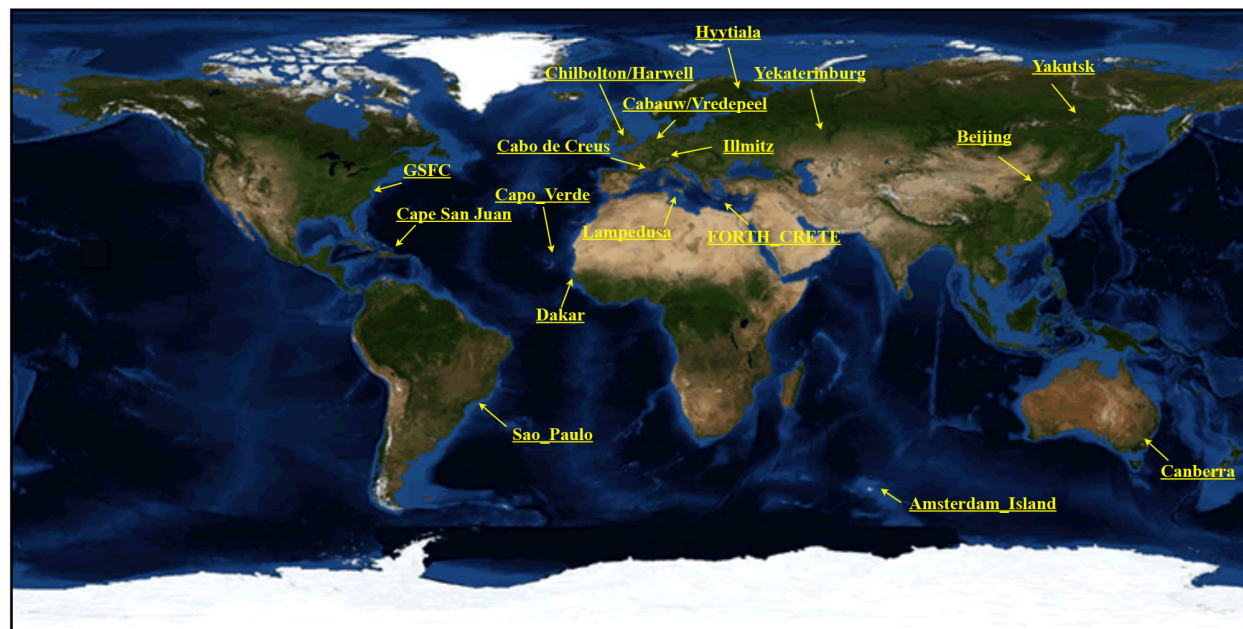 Hyytiala
Chilbolton/Harwell
Yekaterinburg
Yakutsk
Cabauw/Vredepeel
Cabo de Creus
Illmitz
Beijing
GSFC
Capo_Verde
Cape San Juan
Lampedusa
FORTH_CRETE
Dakar
Sao_Paulo
Canberra
Amsterdam_Island